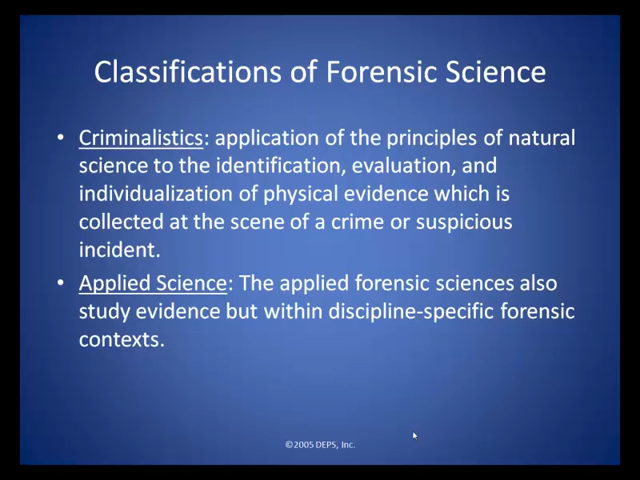 Classifications of Forensic Science
• Criminalistics: application of the principles of natural
science to the identification, evaluation, and
individualization of physical evidence which is
collected at the scene of a crime or suspicious
incident.
• Applied Science: The applied forensic sciences also
study evidence but within discipline-specific forensic
contexts.
©2005 DEPS, Inc.